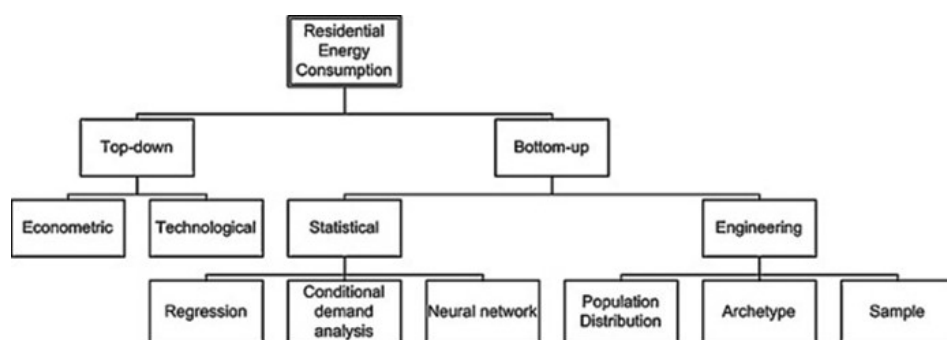 Residential
Energy
Consumption
Top-down
Bottom-up
Econometric
Technological
Statistical
Engineering
Regression
Conditional
demand
analysis
Neural network
Population
Distribution
Archetype
Sample